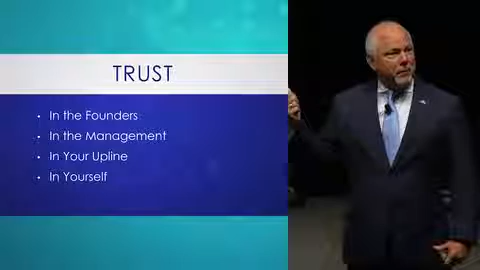 TRUST
In the Founders
In the Management
In Your Upline
In Yourself